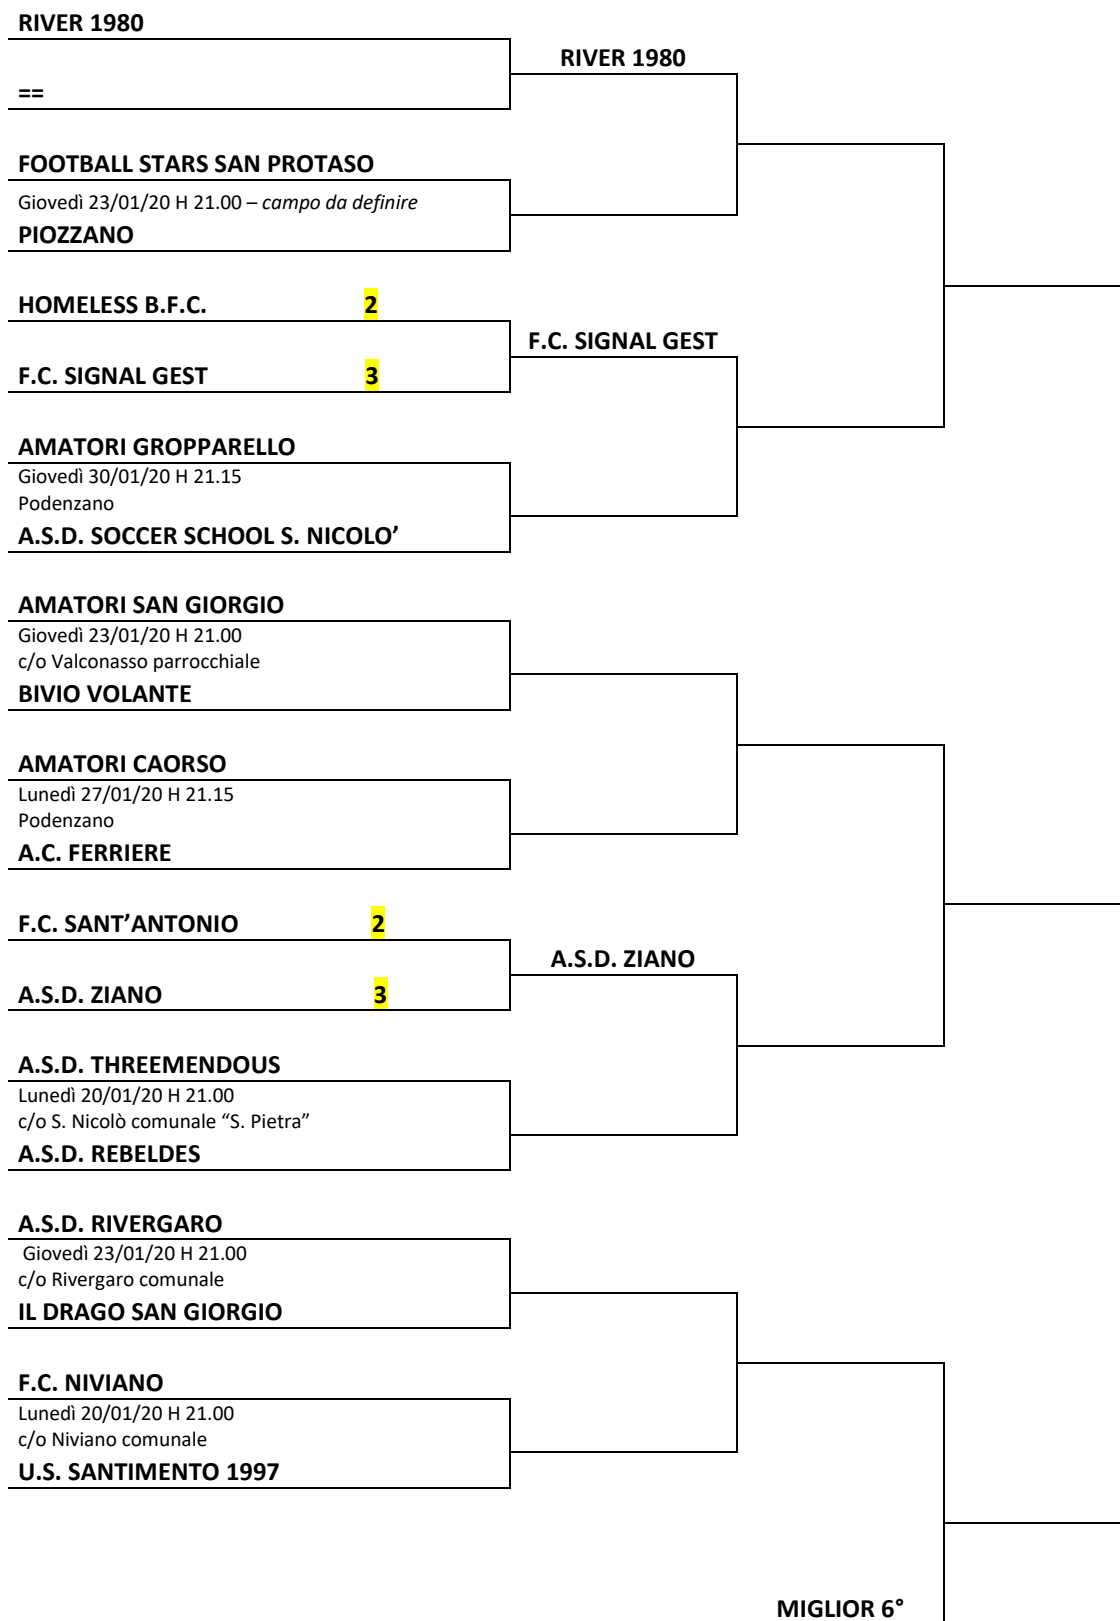 RIVER 1980
RIVER 1980
==
FOOTBALL STARS SAN PROTASO
Giovedì 23/01/20 H 21.00 – campo da definire
PIOZZANO
HOMELESS B.F.C. 2
F.C. SIGNAL GEST
F.C. SIGNAL GEST 3
AMATORI GROPPARELLO
Giovedì 30/01/20 H 21.15
Podenzano
A.S.D. SOCCER SCHOOL S. NICOLO’
AMATORI SAN GIORGIO
Giovedì 23/01/20 H 21.00
c/o Valconasso parrocchiale
BIVIO VOLANTE
AMATORI CAORSO
Lunedì 27/01/20 H 21.15
Podenzano
A.C. FERRIERE
F.C. SANT’ANTONIO 2
A.S.D. ZIANO
A.S.D. ZIANO 3
A.S.D. THREEMENDOUS
Lunedì 20/01/20 H 21.00
c/o S. Nicolò comunale “S. Pietra”
A.S.D. REBELDES
A.S.D. RIVERGARO
Giovedì 23/01/20 H 21.00
c/o Rivergaro comunale
IL DRAGO SAN GIORGIO
F.C. NIVIANO
Lunedì 20/01/20 H 21.00
c/o Niviano comunale
U.S. SANTIMENTO 1997
MIGLIOR 6°